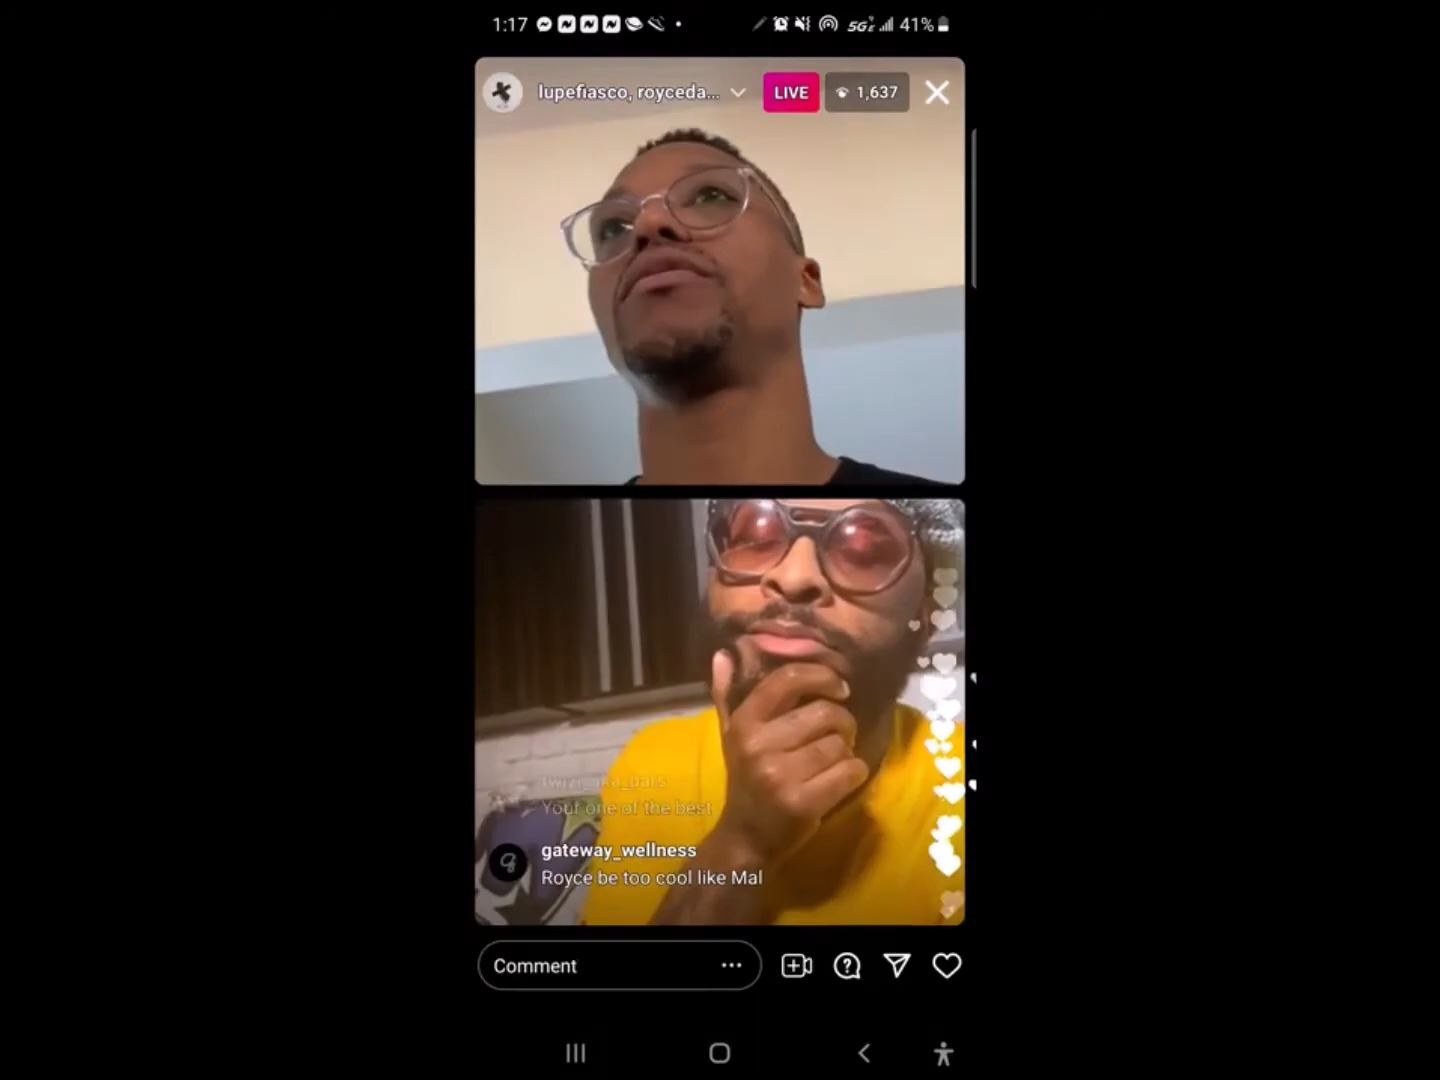 1:17
5GE
41%
lupefiasco, royceda...
LIVE
1,637
Your one of the best
gateway_wellness
Royce be too cool like Mal
Comment